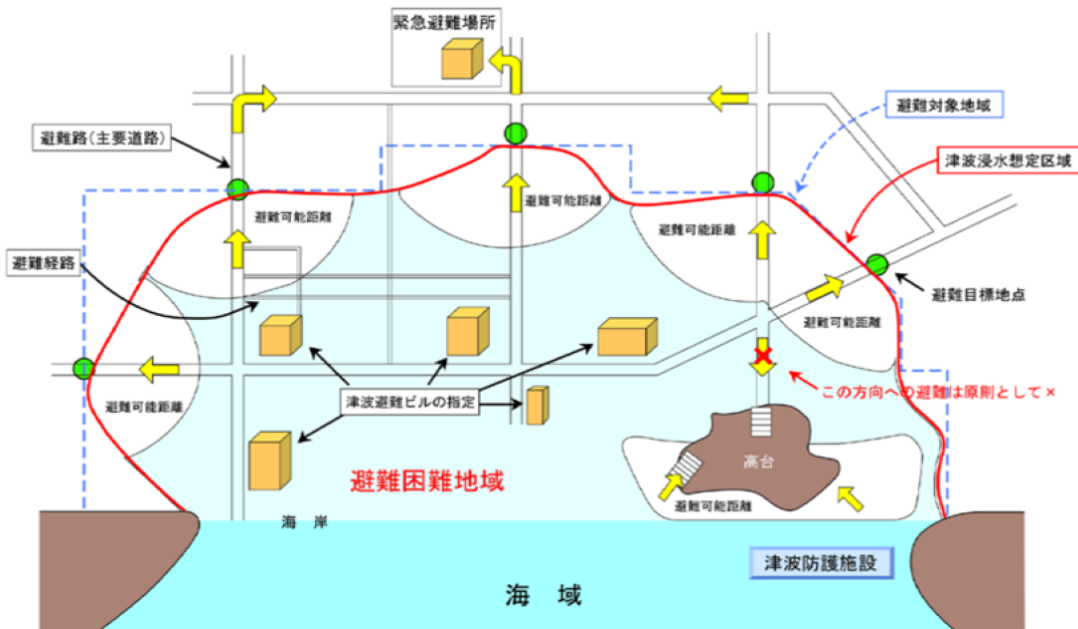 緊急避難場所
避難対象地域
避難路(主要道路)
津波浸水想定区域
避難可能距離
避難可能距離
避難可能距離
避難経路
避難目標地点
避難可能距離
避難可能距離
津波避難ビルの指定
この方向への避難は原則として×
高台
避難困難地域
避難可能距離
海 岸
津波防護施設
海 域